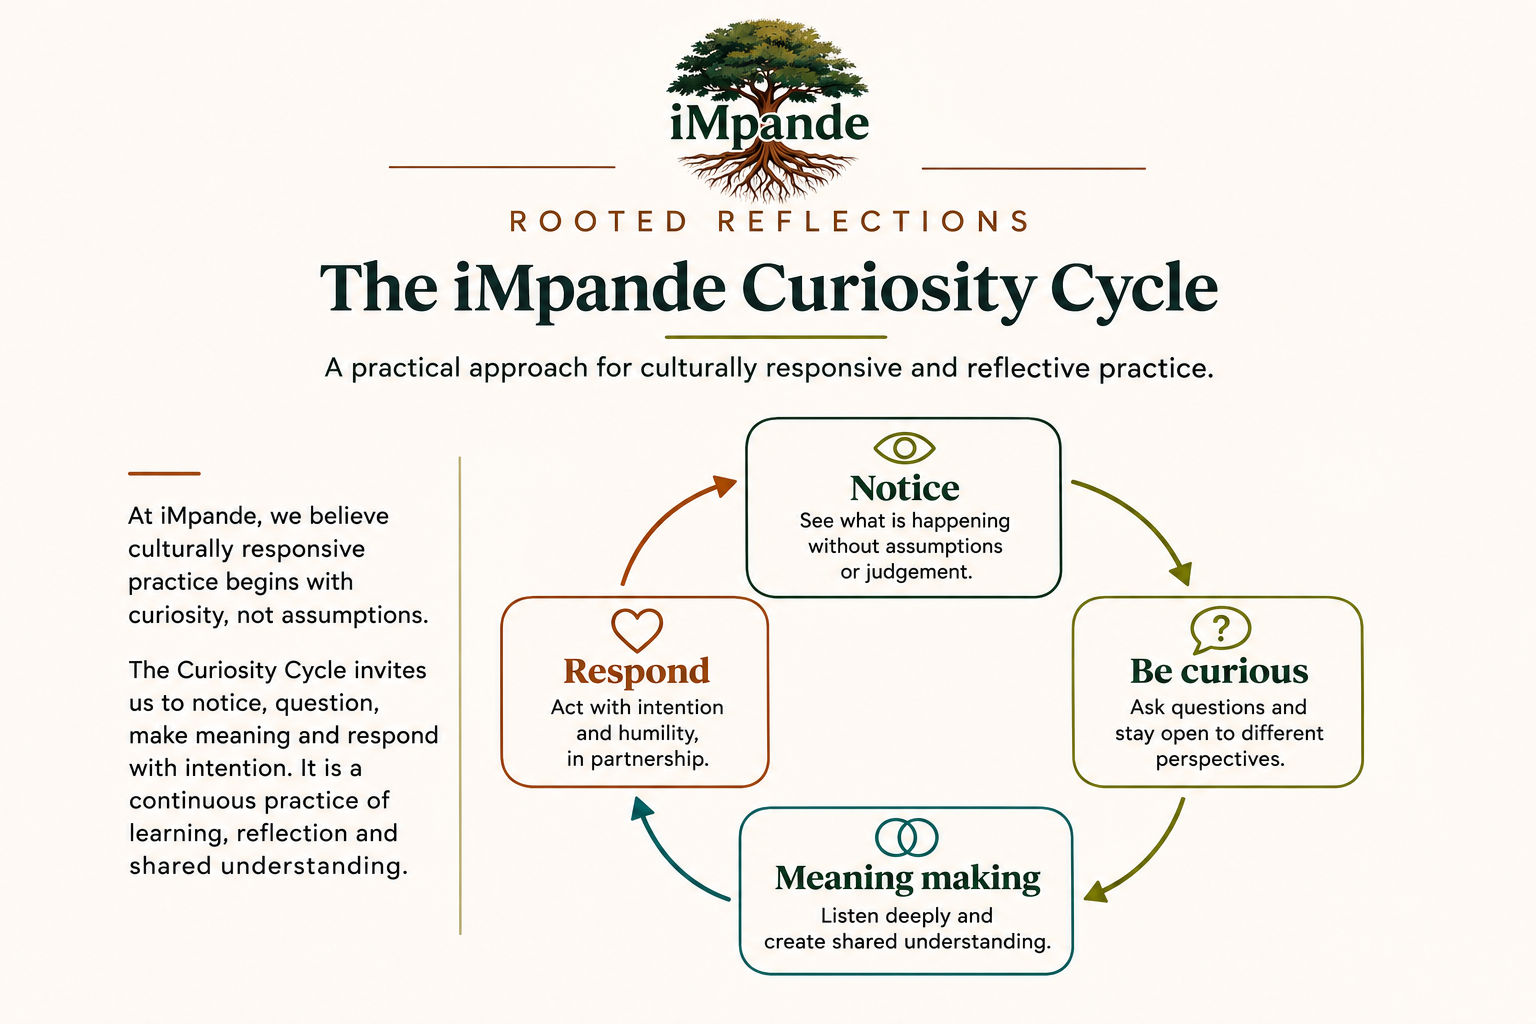 iMpande
ROOTED REFLECTIONS
The iMpande Curiosity Cycle
A practical approach for culturally responsive and reflective practice.
At iMpande, we believe
culturally responsive
practice begins with
curiosity, not assumptions.
The Curiosity Cycle invites
us to notice, question,
make meaning and respond
with intention. It is a
continuous practice of
learning, reflection and
shared understanding.
Notice
See what is happening
without assumptions
or judgement.
?
Be curious
Ask questions and
stay open to different
perspectives.
Meaning making
Listen deeply and
create shared understanding.
Respond
Act with intention
and humility,
in partnership.